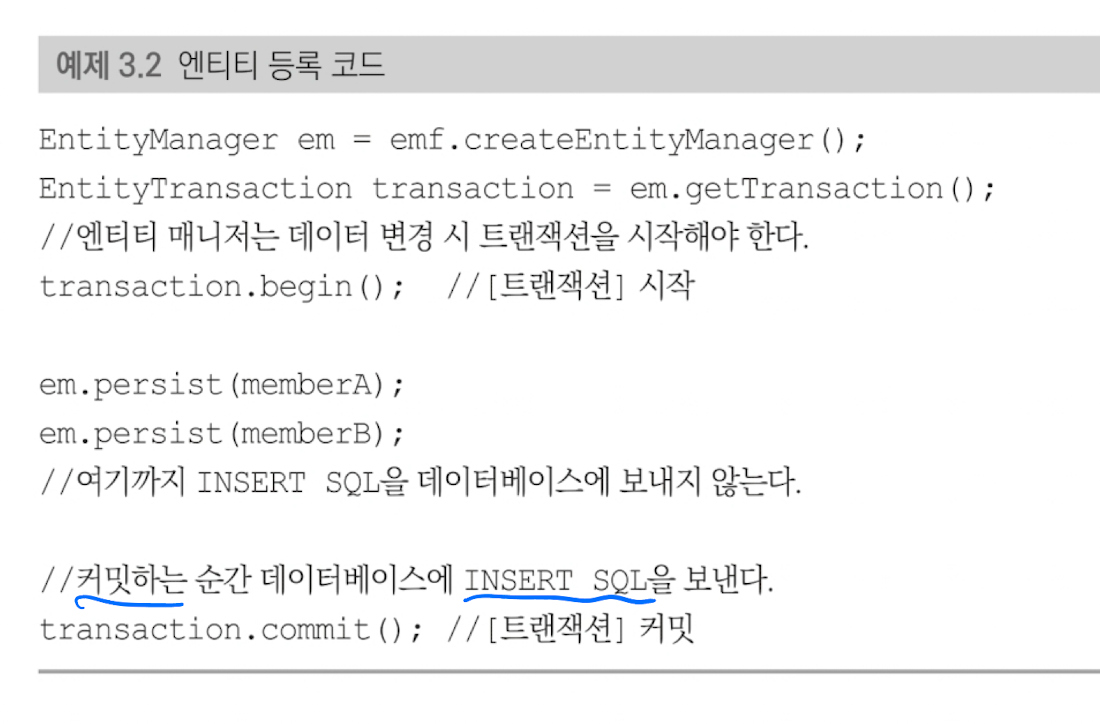 예제 3.2 엔티티 등록 코드
EntityManager em = emf.createEntityManager();
EntityTransaction transaction = em.getTransaction();
//엔티티 매니저는 데이터 변경 시 트랜잭션을 시작해야 한다.
transaction.begin(); //[트랜잭션] 시작
em.persist(memberA);
em.persist(memberB);
//여기까지 INSERT SQL을 데이터베이스에 보내지 않는다.
//커밋하는 순간 데이터베이스에 INSERT SQL을 보낸다.
transaction.commit(); //[트랜잭션] 커밋